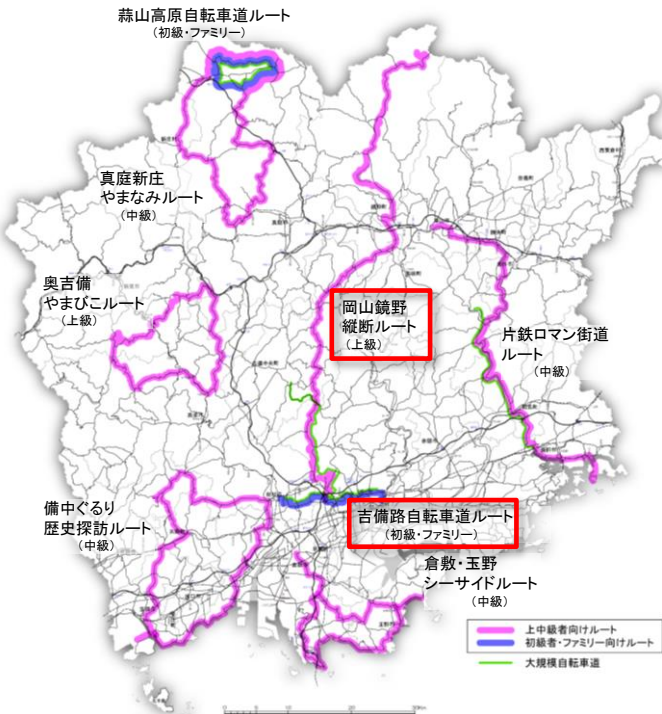 蒜山高原自転車道ルート
（初級・ファミリー）
真庭新庄
やまなみルート
（中級）
奥吉備
やまびこルート
（上級）
岡山鏡野
縦断ルート
（上級）
片鉄ロマン街道
ルート
（中級）
備中ぐるり
歴史探訪ルート
（中級）
吉備路自転車道ルート
（初級・ファミリー）
倉敷・玉野
シーサイドルート
（中級）
上中級者向けルート
初級者・ファミリー向けルート
大規模自転車道